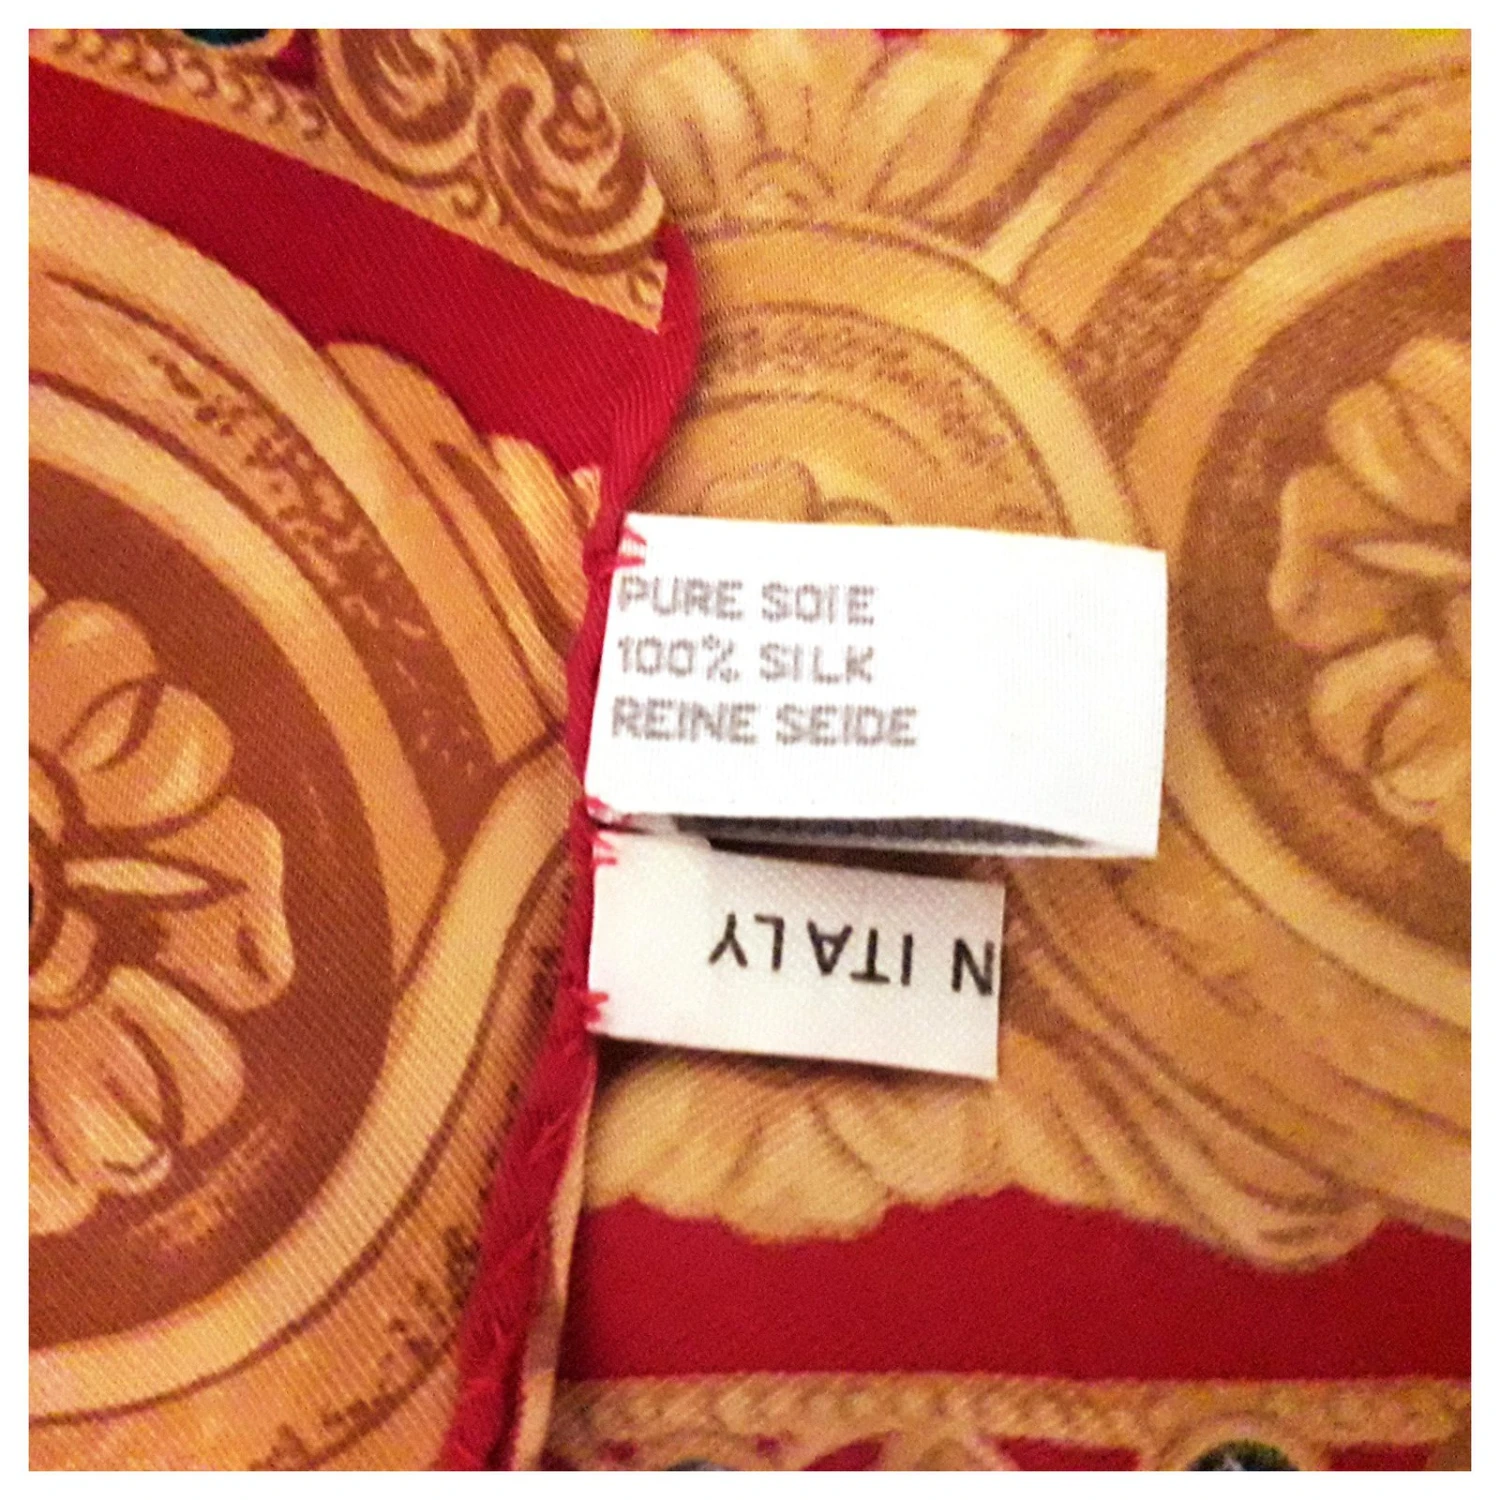 PURE SOIE
100% SILK
REINE SEIDE
N ITALY